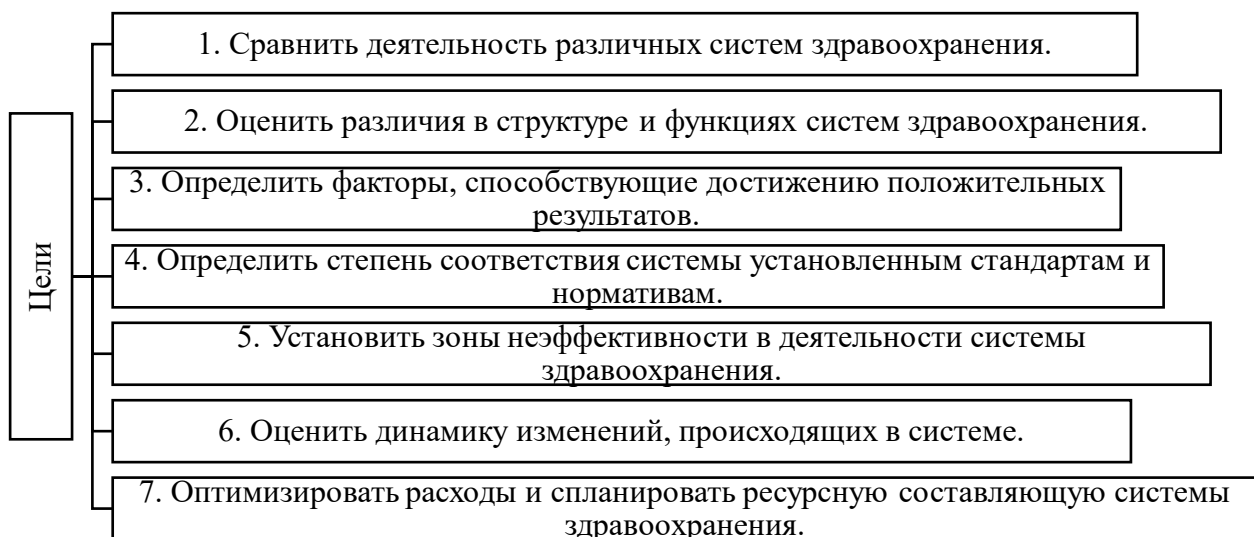 Цели
1. Сравнить деятельность различных систем здравоохранения.
2. Оценить различия в структуре и функциях систем здравоохранения.
3. Определить факторы, способствующие достижению положительных
результатов.
4. Определить степень соответствия системы установленным стандартам и
нормативам.
5. Установить зоны неэффективности в деятельности системы
здравоохранения.
6. Оценить динамику изменений, происходящих в системе.
7. Оптимизировать расходы и спланировать ресурсную составляющую системы
здравоохранения.